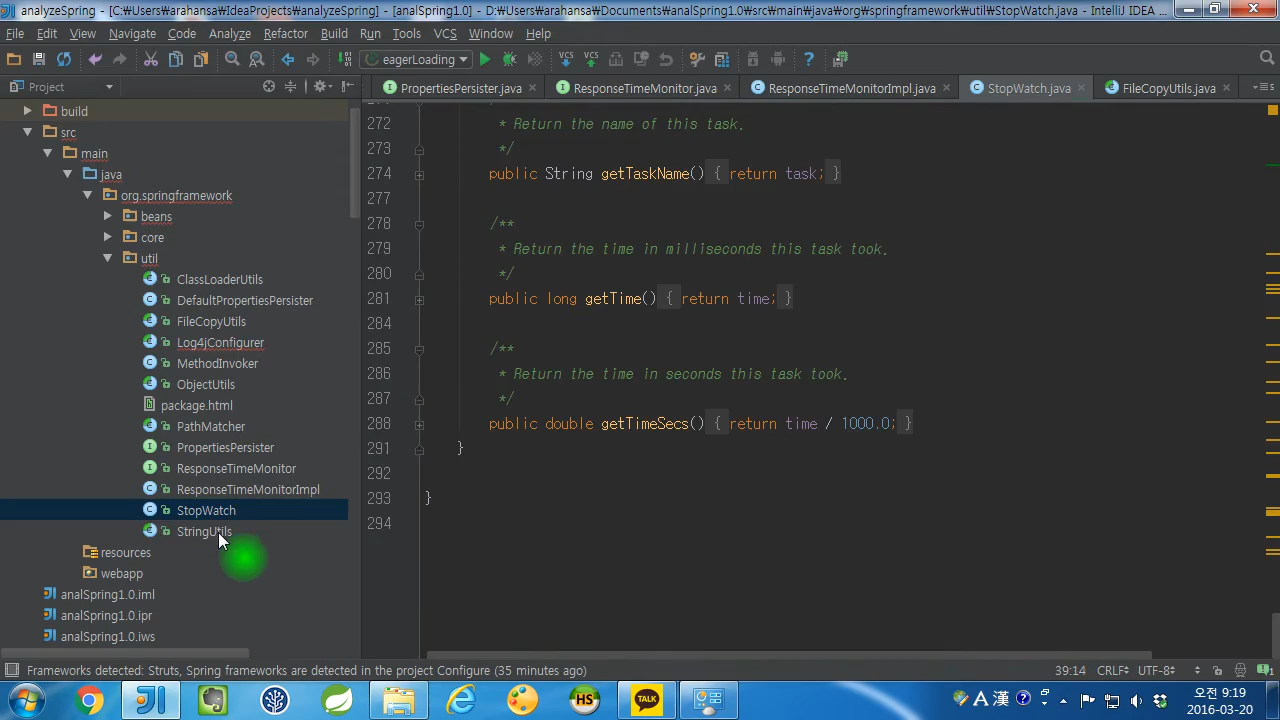 analyzeSpring - [C:\Users\arahansa\IdeaProjects\analyzeSpring] - [analSpring1.0] - D:\Users\arahansa\Documents\analSpring1.0\src\main\java\org\springframework\util\StopWatch.java - IntelliJ IDEA ...
File Edit View Navigate Code Analyze Refactor Build Run Tools VCS Window Help
eagerLoading VCS VCS ?
Project
PropertiesPersister.java ResponseTimeMonitor.java ResponseTimeMonitorImpl.java StopWatch.java FileCopyUtils.java
build
src
main
java
org.springframework
beans
core
util
ClassLoaderUtils
DefaultPropertiesPersister
FileCopyUtils
Log4jConfigurer
MethodInvoker
ObjectUtils
package.html
PathMatcher
PropertiesPersister
ResponseTimeMonitor
ResponseTimeMonitorImpl
StopWatch
StringUtils
resources
webapp
analSpring1.0.iml
analSpring1.0.ipr
analSpring1.0.iws
272 * Return the name of this task.
273 */
274 public String getTaskName() { return task; }
277
278 /**
279 * Return the time in milliseconds this task took.
280 */
281 public long getTime() { return time; }
284
285 /**
286 * Return the time in seconds this task took.
287 */
288 public double getTimeSecs() { return time / 1000.0; }
291 }
292
293 }
294
Frameworks detected: Struts, Spring frameworks are detected in the project Configure (35 minutes ago) 39:14 CRLF UTF-8
HS TALK A 漢 ? 오전 9:19
2016-03-20